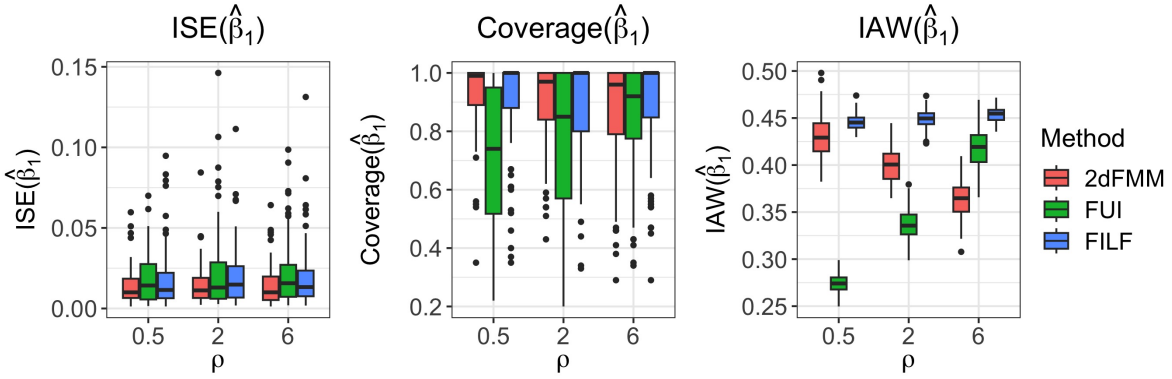 ISE(β̂₁)
ISE(β̂₁)
0.15
0.10
0.05
0.00
0.5 2 6
ρ
Coverage(β̂₁)
Coverage(β̂₁)
1.0
0.8
0.6
0.4
0.2
0.5 2 6
ρ
IAW(β̂₁)
IAW(β̂₁)
0.50
0.45
0.40
0.35
0.30
0.25
0.5 2 6
ρ
Method
2dFMM
FUI
FILF